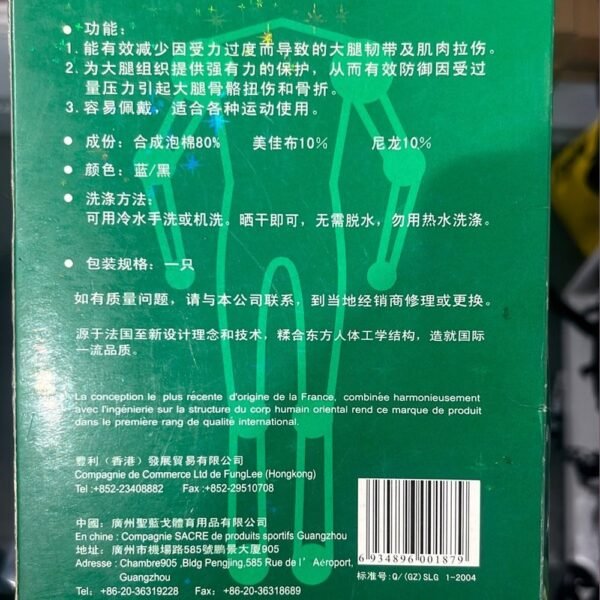 ● 功能：
1. 能有效减少因受力过度而导致的大腿韧带及肌肉拉伤。
2. 为大腿组织提供强有力的保护，从而有效防御因受过
量压力引起大腿骨骼扭伤和骨折。
3. 容易佩戴，适合各种运动使用。
● 成份：合成泡棉80%  美佳布10%  尼龙10%
● 颜色：蓝/黑
● 洗涤方法：
可用冷水手洗或机洗。晒干即可，无需脱水，勿用热水洗涤。
● 包装规格：一只
如有质量问题，请与本公司联系，到当地经销商修理或更换。
源于法国至新设计理念和技术，糅合东方人体工学结构，造就国际
一流品质。
La conception le plus récente d'origine de la France, combinée harmonieusement
avec l'ingénierie sur la structure du corp humain oriental rend ce marque de produit
dans le première rang de qualité international.
豐利（香港）發展貿易有限公司
Compagnie de Commerce Ltd de FungLee (Hongkong)
Tel :+852-23408882  Fax :+852-29510708
中國：廣州聖藍戈體育用品有限公司
En chine : Compagnie SACRE de produits sportifs Guangzhou
地址：廣州市機場路585號鵬景大廈905
Adresse : Chambre905 ,Bldg Pengjing,585 Rue de l' Aéroport,
Guangzhou
Tel： +86-20-36319228  Fax： +86-20-36318689
6 934896 001879
标准号:Q/(GZ)SLG 1-2004